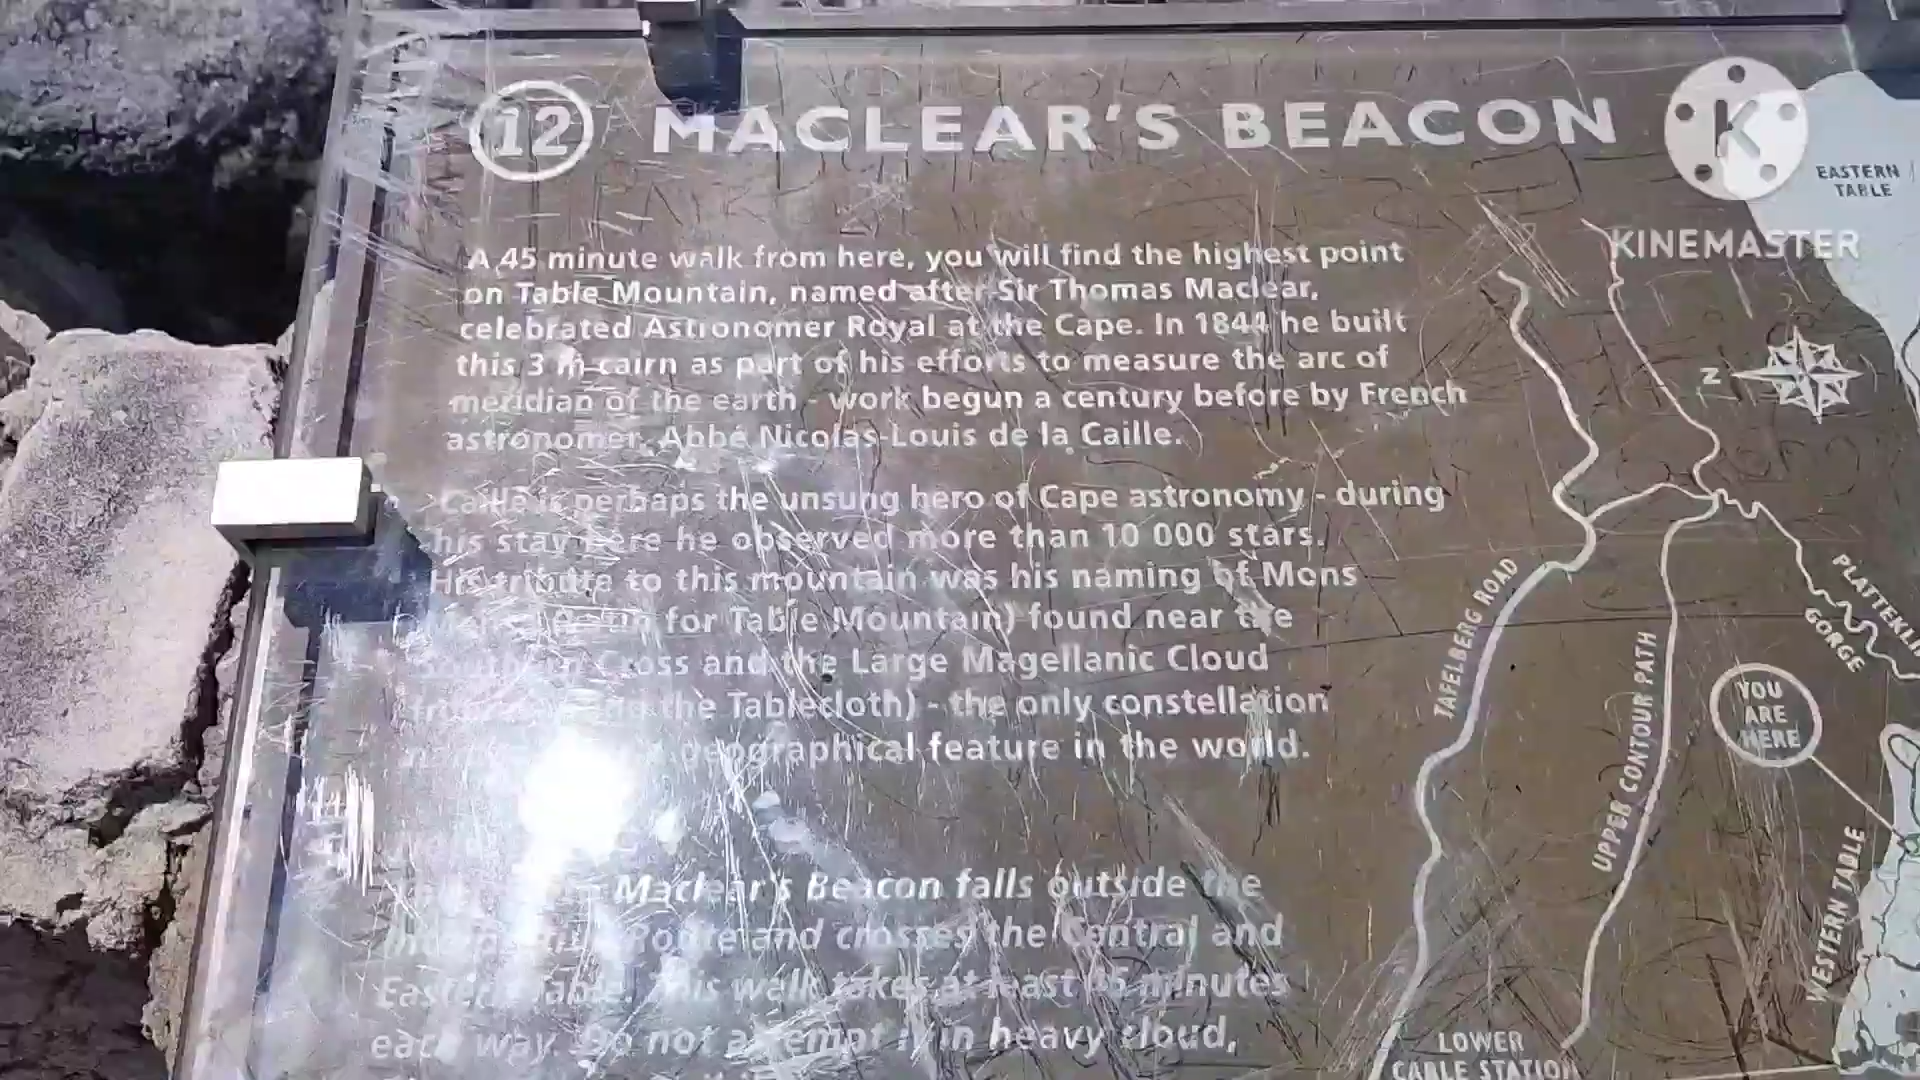 12 MACLEAR'S BEACON
K
KINEMASTER
A 45 minute walk from here, you will find the highest point
on Table Mountain, named after Sir Thomas Maclear,
celebrated Astronomer Royal at the Cape. In 1844 he built
this 3 m cairn as part of his efforts to measure the arc of
meridian of the earth - work begun a century before by French
astronomer, Abbé Nicolas-Louis de la Caille.
Caille is perhaps the unsung hero of Cape astronomy - during
his stay here he observed more than 10 000 stars.
His tribute to this mountain was his naming of Mons
for Table Mountain) found near the
Cross and the Large Magellanic Cloud
the Tablecloth) - the only constellation
geographical feature in the world.
Maclear's Beacon falls outside the
Route and crosses the Central and
Eastern Table. This walk takes at least 45 minutes
each way. Do not attempt it in heavy cloud,
EASTERN
TABLE
Z
PLATTEKLIP
GORGE
TAFELBERG ROAD
UPPER CONTOUR PATH
YOU
ARE
HERE
WESTERN TABLE
LOWER
CABLE STATION